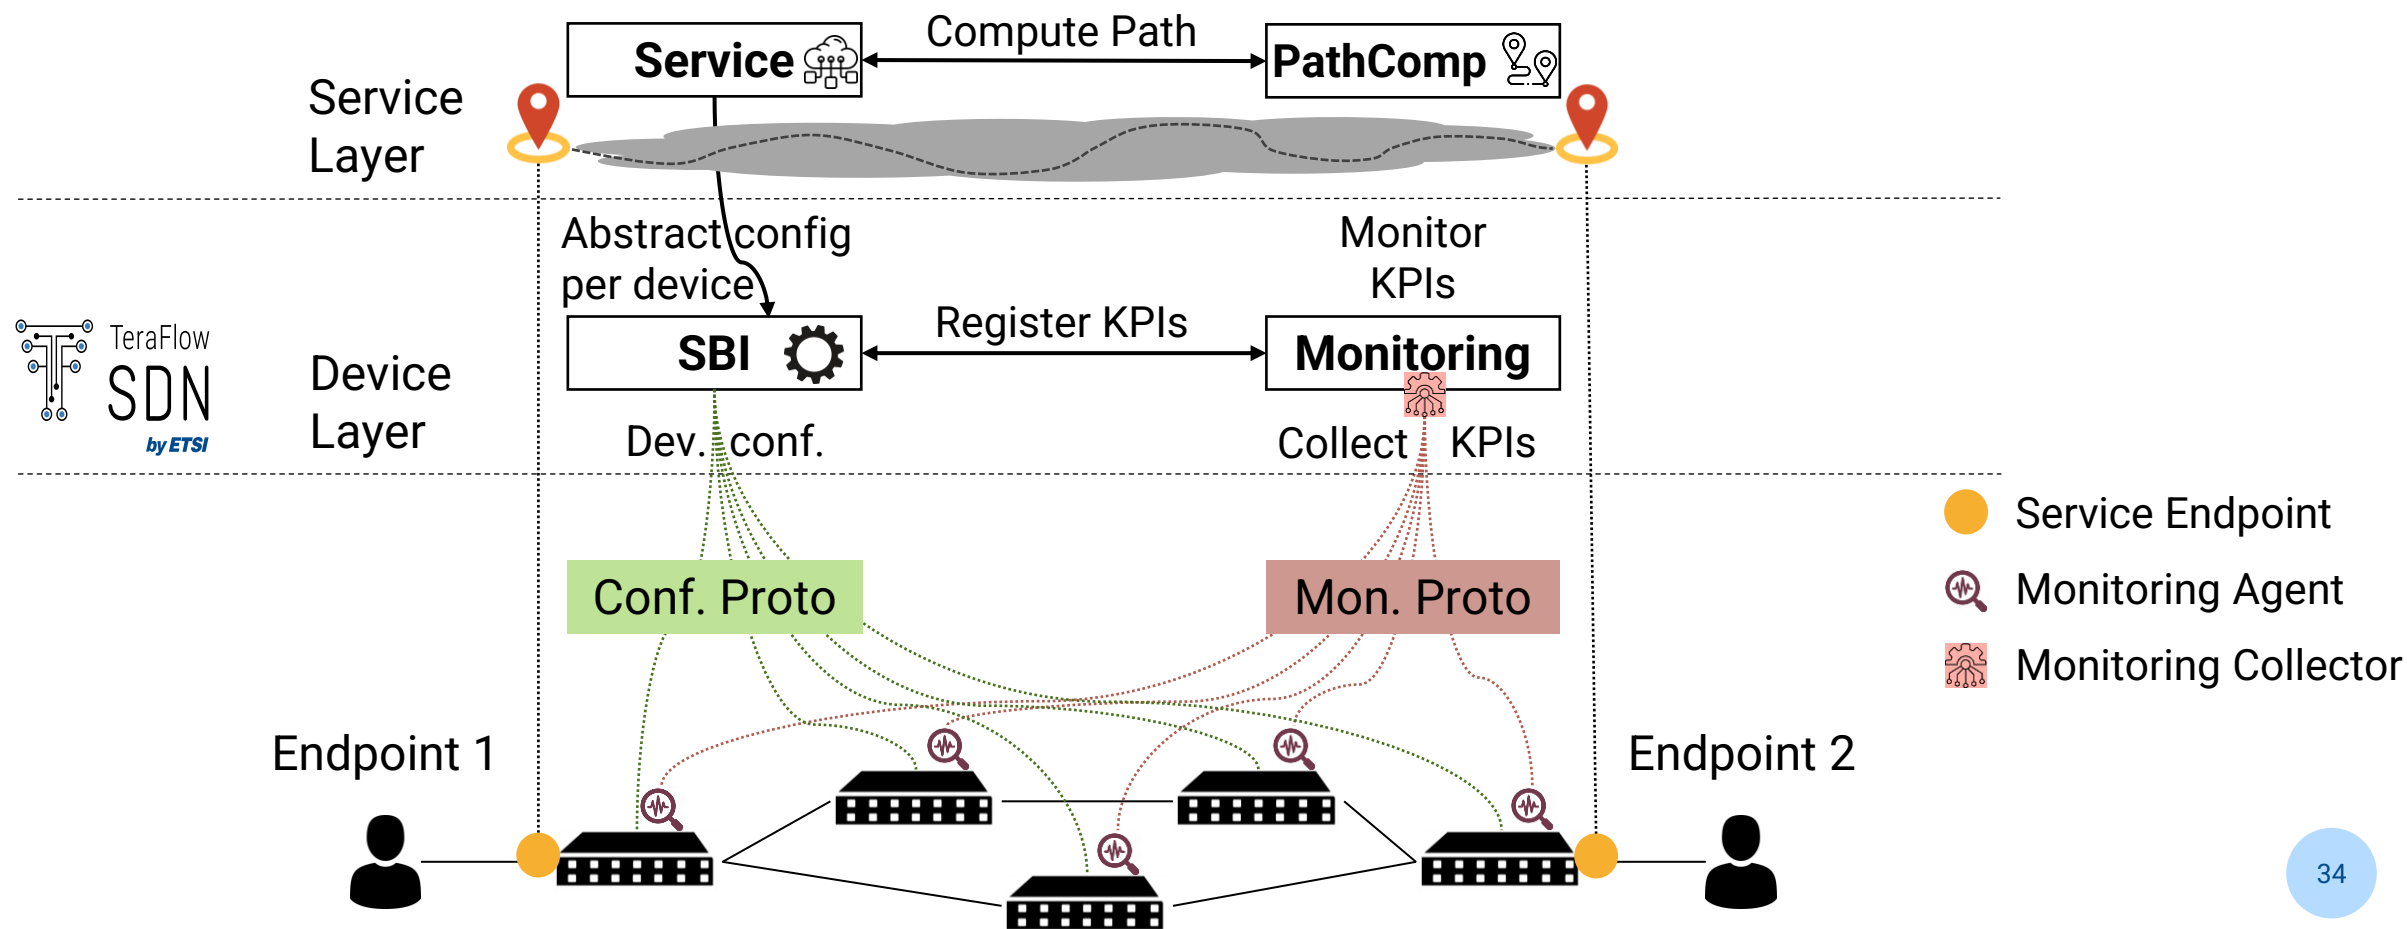 Service
Compute Path
PathComp
Service
Layer
Abstract config
per device
Monitor
KPIs
TeraFlow
SDN
by ETSI
Device
Layer
SBI
Register KPIs
Monitoring
Dev. conf.
Collect KPIs
Service Endpoint
Monitoring Agent
Monitoring Collector
Conf. Proto
Mon. Proto
Endpoint 1
Endpoint 2
34